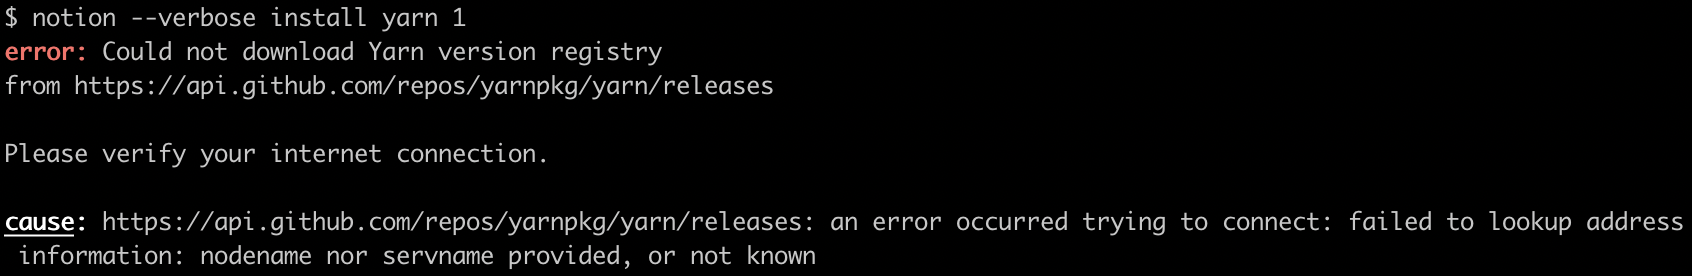 $ notion --verbose install yarn 1
error: Could not download Yarn version registry
from https://api.github.com/repos/yarnpkg/yarn/releases
Please verify your internet connection.
cause: https://api.github.com/repos/yarnpkg/yarn/releases: an error occurred trying to connect: failed to lookup address
information: nodename nor servname provided, or not known